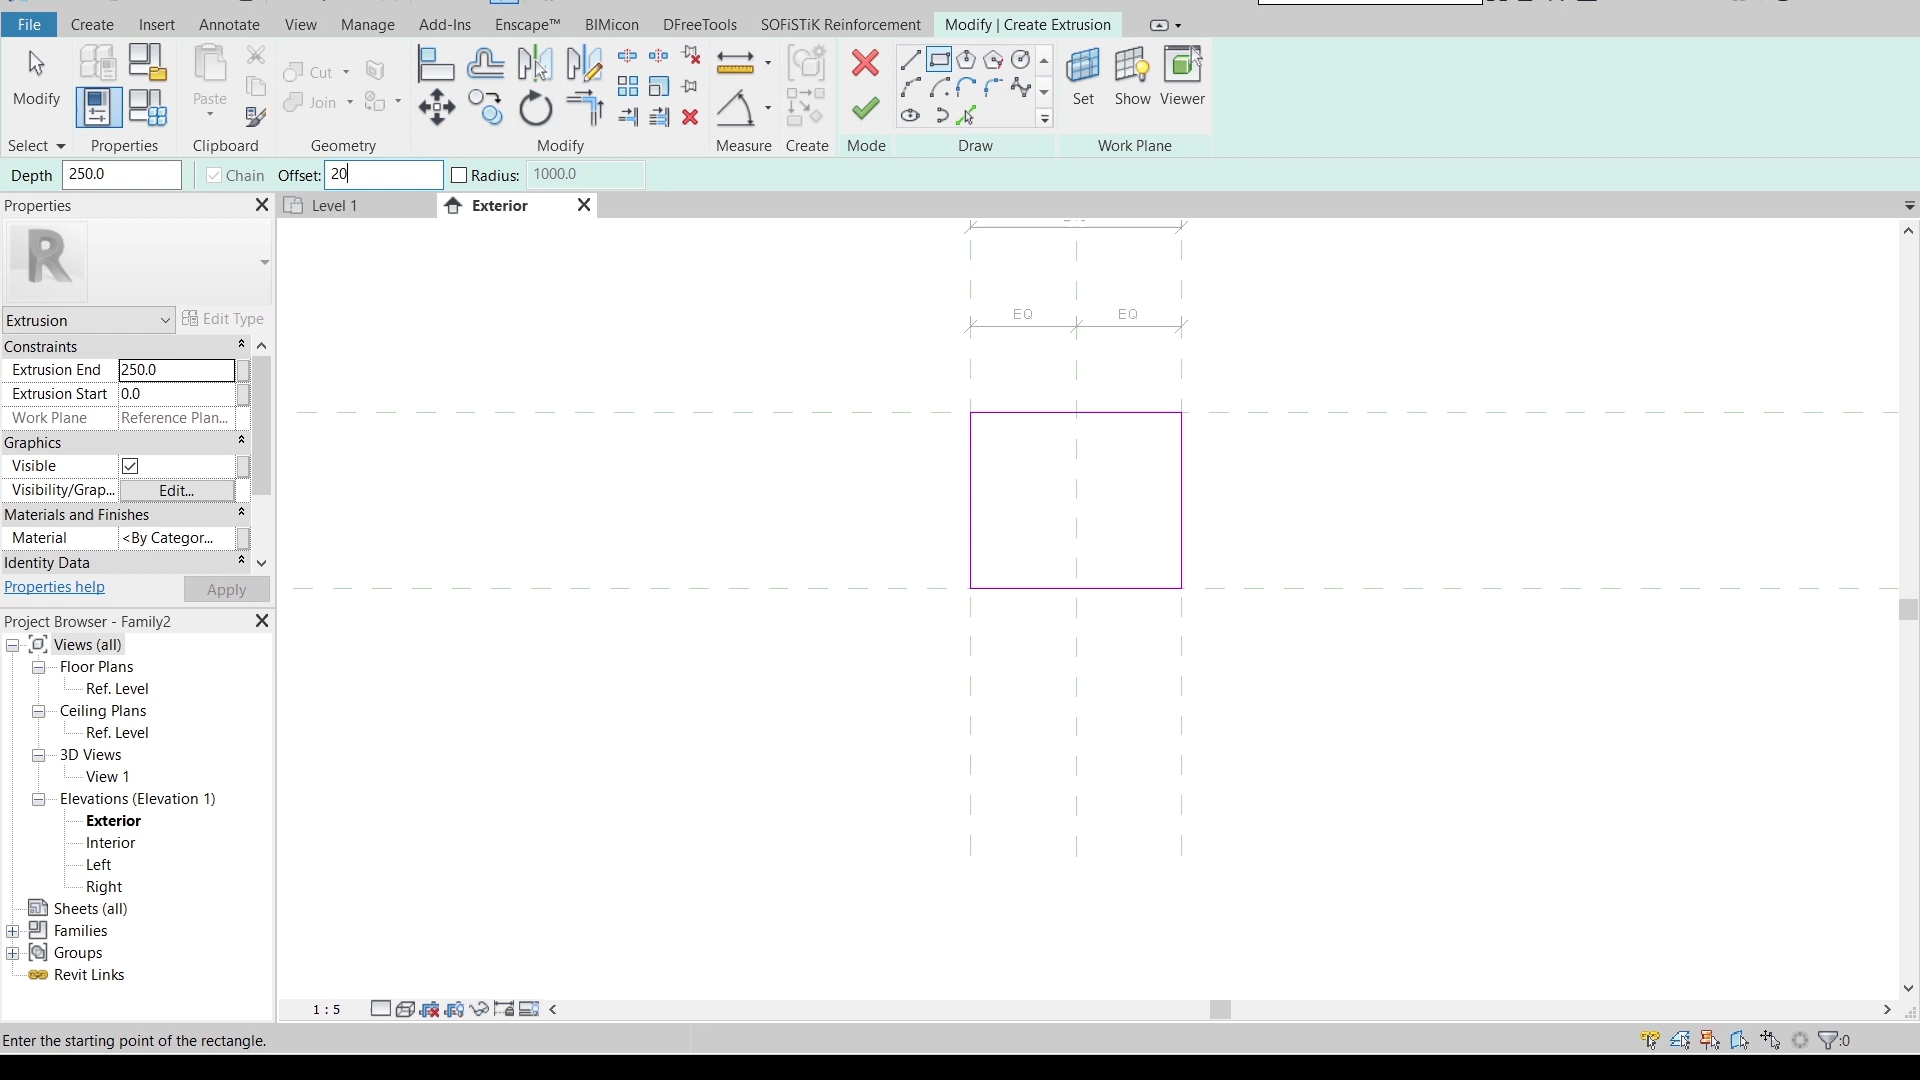 File Create Insert Annotate View Manage Add-Ins Enscape™ BIMicon DFreeTools SOFiSTiK Reinforcement Modify | Create Extrusion
Modify Paste Cut Join Set Show Viewer
Select Properties Clipboard Geometry Modify Measure Create Mode Draw Work Plane
Depth 250.0 Chain Offset: 20 Radius: 1000.0
Properties
Level 1 Exterior
R
Extrusion Edit Type
Constraints
Extrusion End 250.0
Extrusion Start 0.0
Work Plane Reference Plan...
Graphics
Visible
Visibility/Grap... Edit...
Materials and Finishes
Material <By Categor...
Identity Data
Properties help Apply
EQ EQ
Project Browser - Family2
Views (all)
Floor Plans
Ref. Level
Ceiling Plans
Ref. Level
3D Views
View 1
Elevations (Elevation 1)
Exterior
Interior
Left
Right
Sheets (all)
Families
Groups
Revit Links
1 : 5
Enter the starting point of the rectangle.
:0